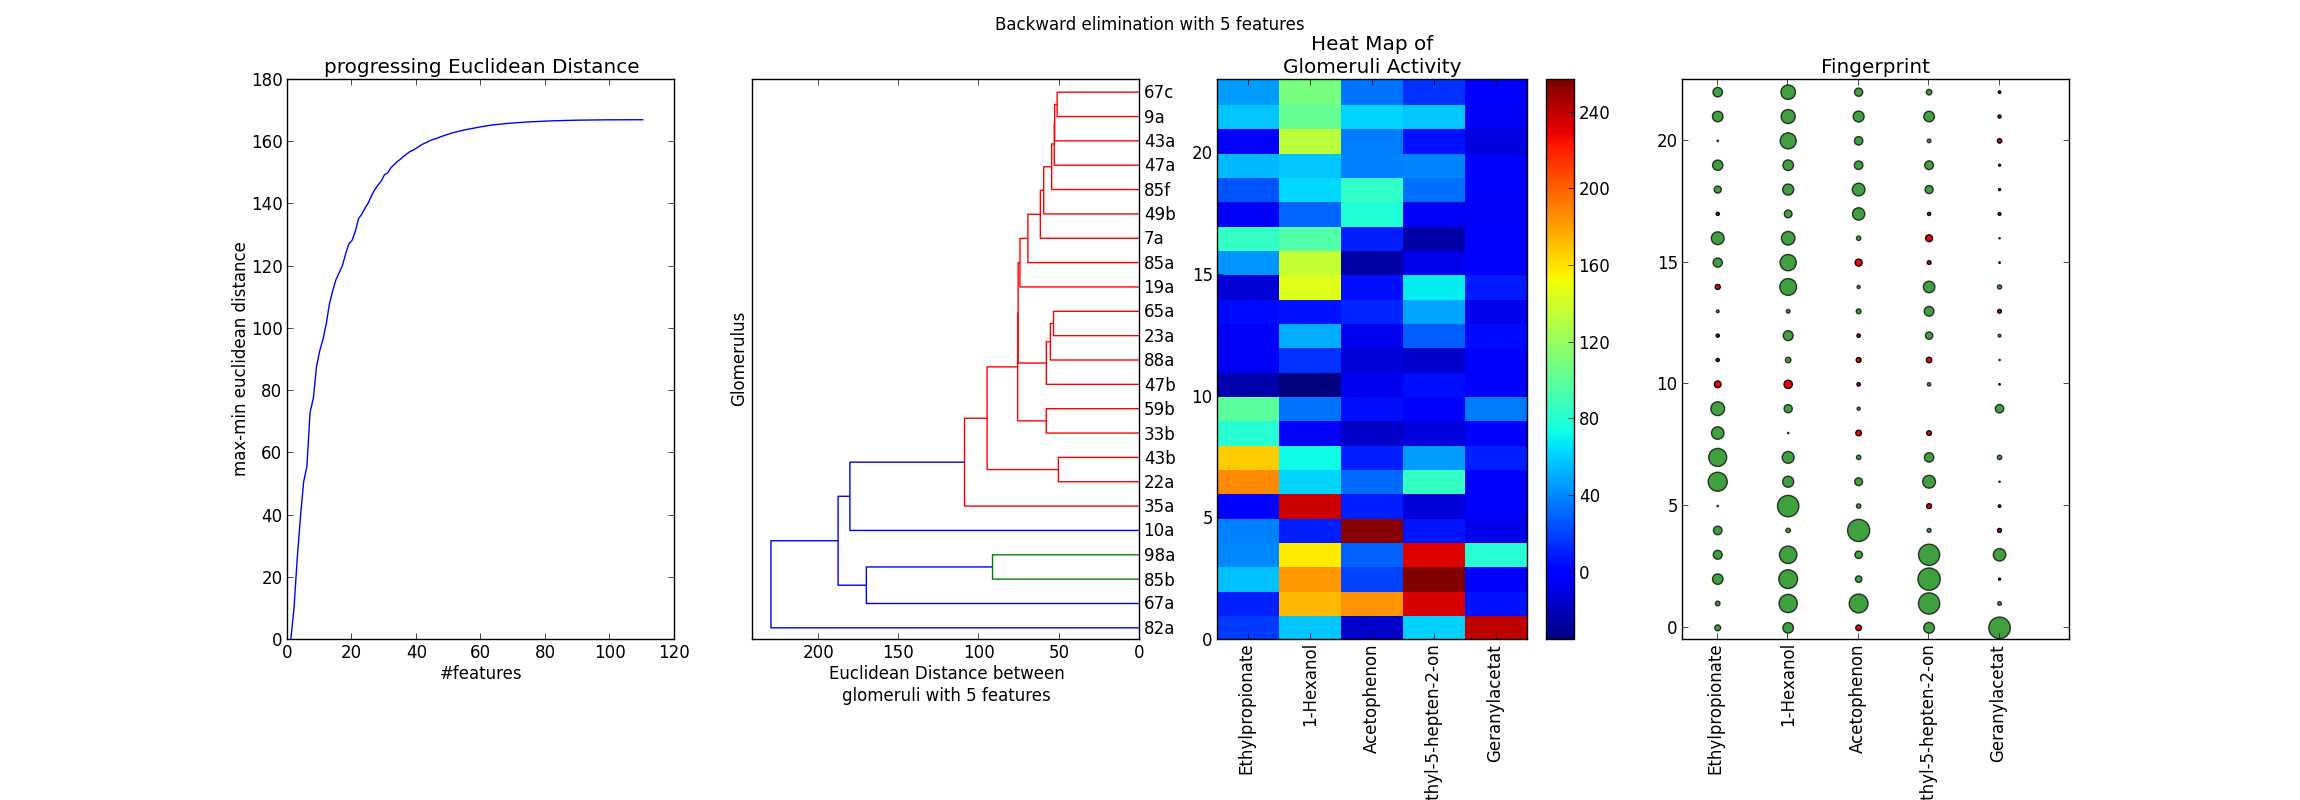 Backward elimination with 5 features
progressing Euclidean Distance
180
160
140
120
100
80
60
40
20
0
max-min euclidean distance
0 20 40 60 80 100 120
#features
Glomerulus
67c
9a
43a
47a
85f
49b
7a
85a
19a
65a
23a
88a
47b
59b
33b
43b
22a
35a
10a
98a
85b
67a
82a
200 150 100 50 0
Euclidean Distance between
glomeruli with 5 features
Heat Map of
Glomeruli Activity
20
15
10
5
0
Ethylpropionate
1-Hexanol
Acetophenon
thyl-5-hepten-2-on
Geranylacetat
240
200
160
120
80
40
0
Fingerprint
20
15
10
5
0
Ethylpropionate
1-Hexanol
Acetophenon
thyl-5-hepten-2-on
Geranylacetat